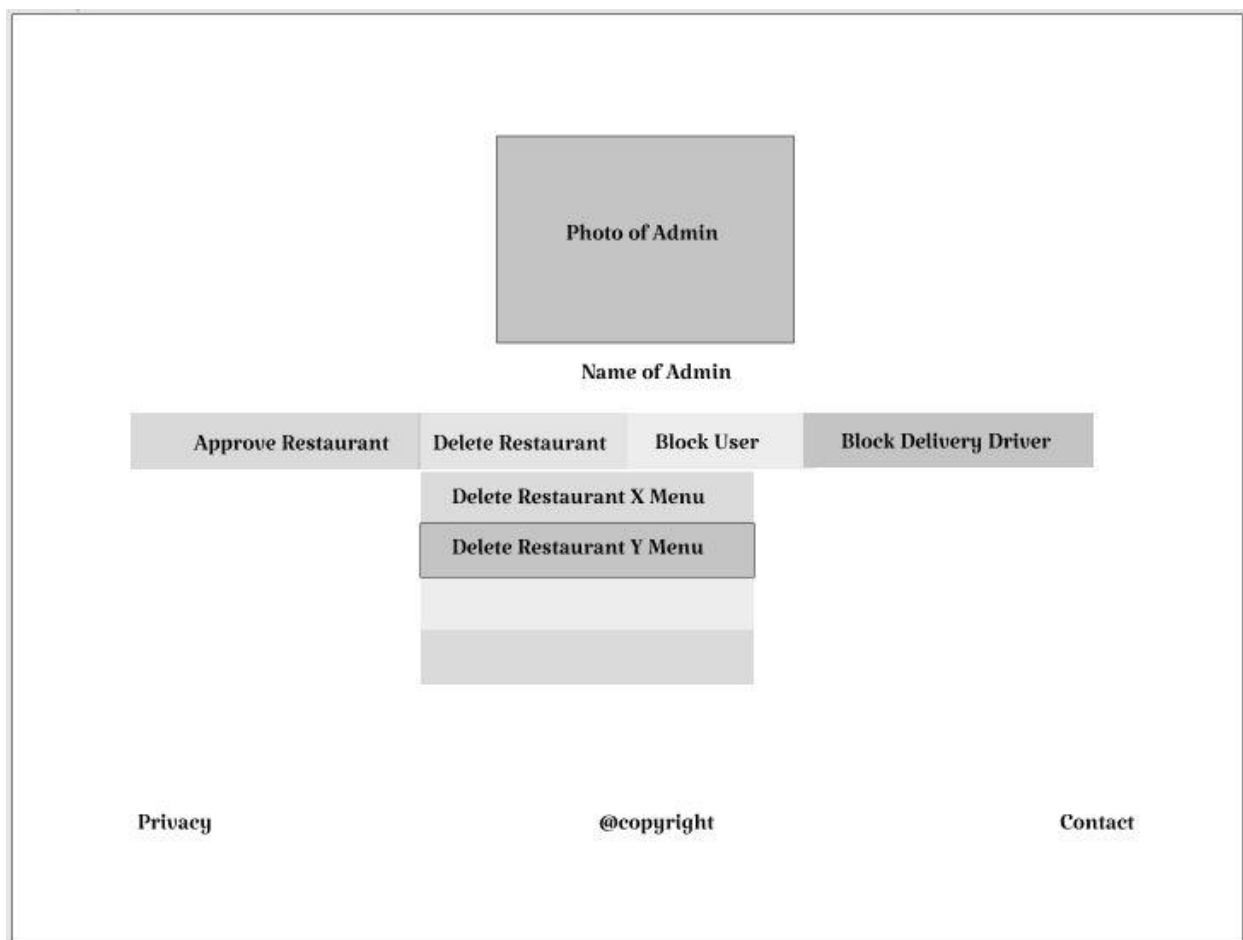 Photo of Admin
Name of Admin
Approve Restaurant Delete Restaurant Block User Block Delivery Driver
Delete Restaurant X Menu
Delete Restaurant Y Menu
Privacy @copyright Contact